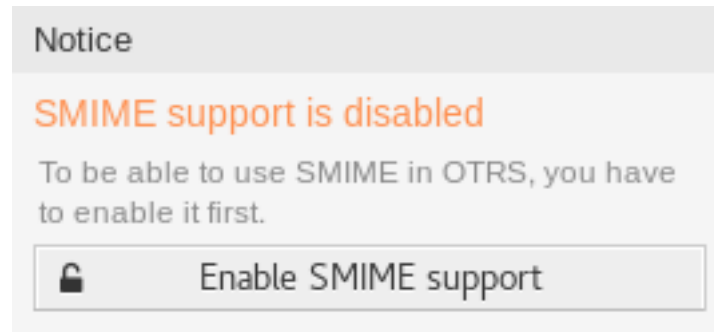 Notice
SMIME support is disabled
To be able to use SMIME in OTRS, you have
to enable it first.
Enable SMIME support